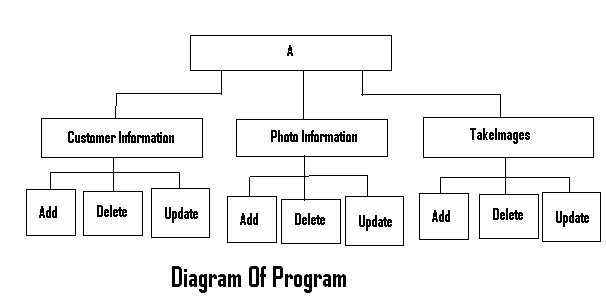 A
Customer Information
Photo Information
TakeImages
Add
Delete
Update
Add
Delete
Update
Add
Delete
Update
Diagram Of Program